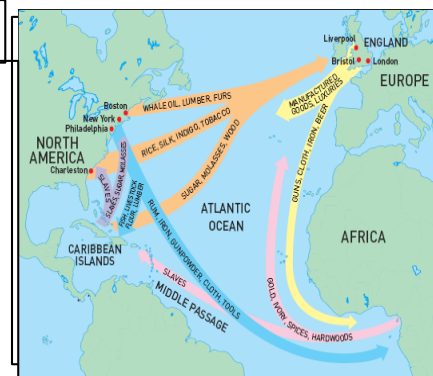 Liverpool
ENGLAND
Bristol
London
EUROPE
MANUFACTURED
GOODS, LUXURIES
Boston
WHALE OIL, LUMBER, FURS
New York
Philadelphia
NORTH
AMERICA
RICE, SILK, INDIGO, TOBACCO
Charleston
SLAVES
SLAVES, SUGAR, MOLASSES
FISH, LIVESTOCK
FLOUR, LUMBER
SUGAR, MOLASSES, WOOD
GUNS, CLOTH, IRON, BEER
ATLANTIC
OCEAN
AFRICA
CARIBBEAN
ISLANDS
RUM, IRON, GUNPOWDER, CLOTH, TOOLS
SLAVES
MIDDLE PASSAGE
GOLD, IVORY, SPICES, HARDWOODS